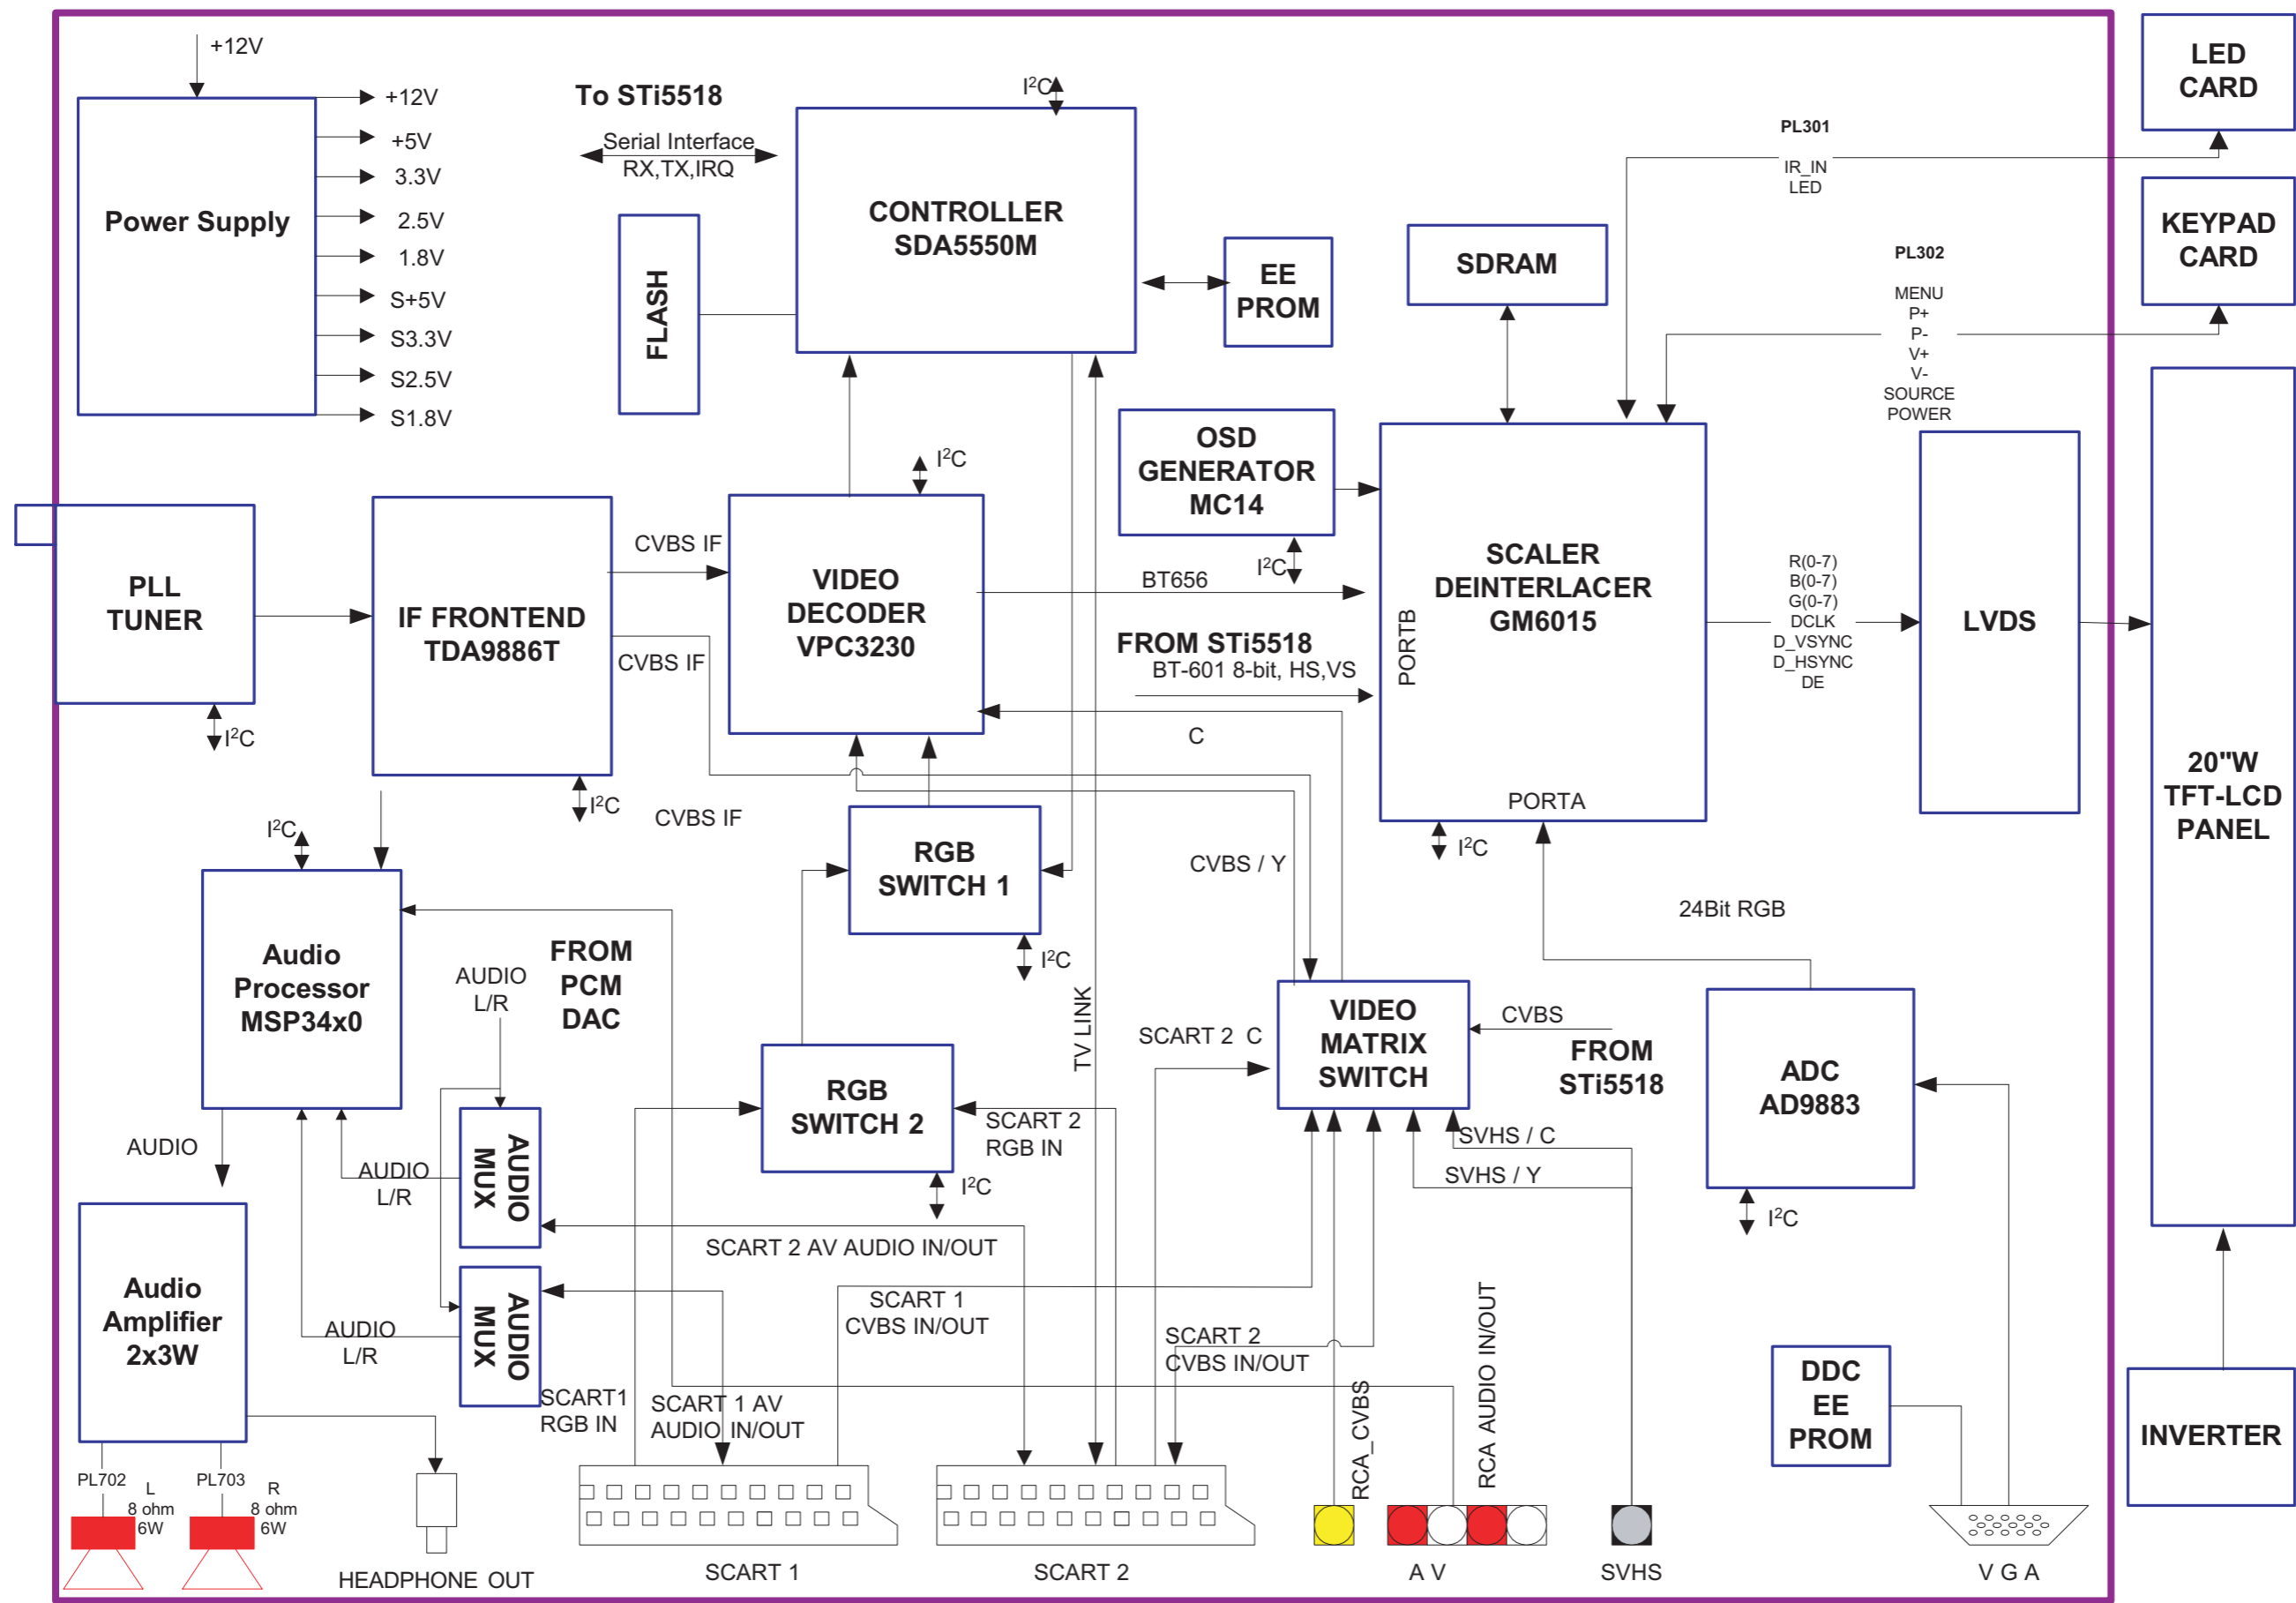 +12V
Power Supply
+12V
+5V
3.3V
2.5V
1.8V
S+5V
S3.3V
S2.5V
S1.8V
To STi5518
Serial Interface
RX,TX,IRQ
I²C
CONTROLLER
SDA5550M
FLASH
EE
PROM
SDRAM
PL301
IR_IN
LED
PL302
MENU
P+
P-
V+
V-
SOURCE
POWER
LED
CARD
KEYPAD
CARD
PLL
TUNER
I²C
IF FRONTEND
TDA9886T
I²C
CVBS IF
CVBS IF
CVBS IF
I²C
VIDEO
DECODER
VPC3230
OSD
GENERATOR
MC14
I²C
BT656
FROM STi5518
BT-601 8-bit, HS,VS
C
SCALER
DEINTERLACER
GM6015
PORTB
PORTA
I²C
R(0-7)
B(0-7)
G(0-7)
DCLK
D_VSYNC
D_HSYNC
DE
LVDS
20"W
TFT-LCD
PANEL
I²C
Audio
Processor
MSP34x0
FROM
PCM
DAC
AUDIO
L/R
RGB
SWITCH 1
I²C
CVBS / Y
24Bit RGB
TV LINK
SCART 2 C
VIDEO
MATRIX
SWITCH
CVBS
FROM
STi5518
ADC
AD9883
I²C
RGB
SWITCH 2
I²C
SCART 2
RGB IN
SVHS / C
SVHS / Y
AUDIO
AUDIO
L/R
AUDIO
MUX
SCART 2 AV AUDIO IN/OUT
Audio
Amplifier
2x3W
AUDIO
L/R
AUDIO
MUX
SCART 1
CVBS IN/OUT
SCART 2
CVBS IN/OUT
SCART1
RGB IN
SCART 1 AV
AUDIO IN/OUT
RCA_CVBS
RCA AUDIO IN/OUT
DDC
EE
PROM
INVERTER
PL702
L
8 ohm
6W
PL703
R
8 ohm
6W
HEADPHONE OUT
SCART 1
SCART 2
A V
SVHS
V G A